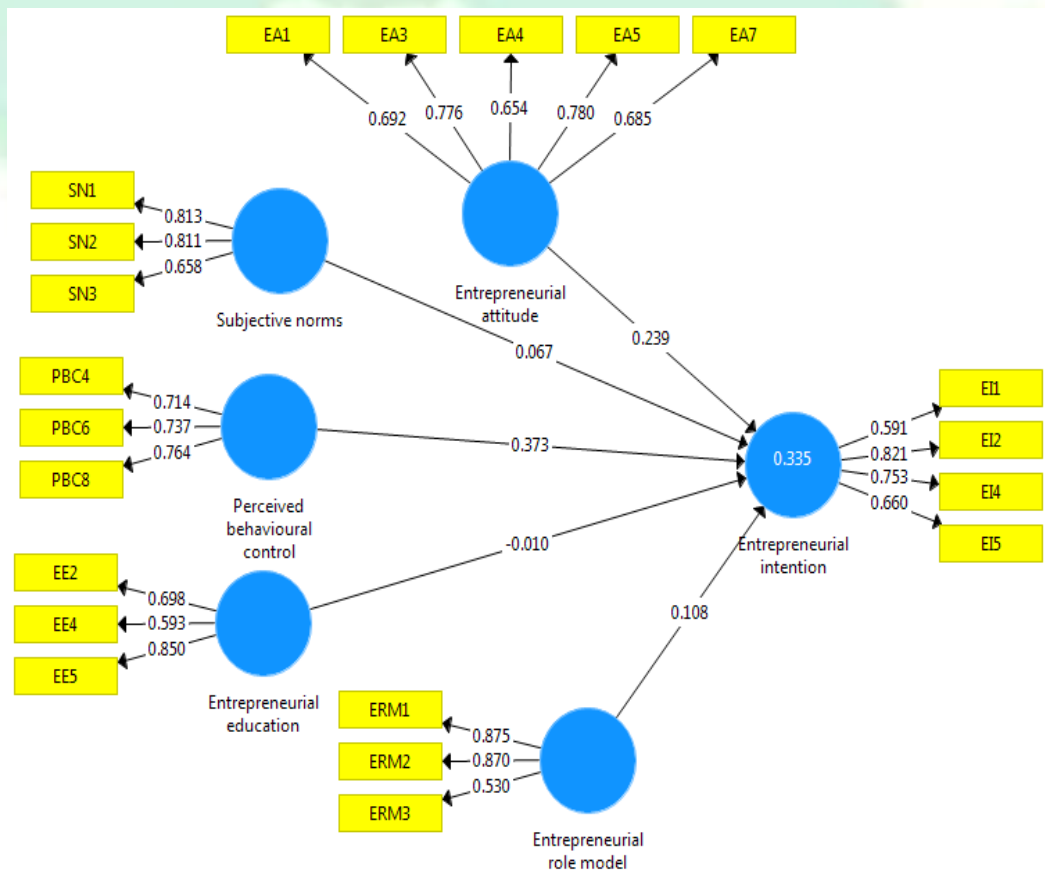 EA1 EA3 EA4 EA5 EA7
0.692 0.776 0.654 0.780 0.685
SN1
SN2
SN3
0.813
0.811
0.658
Subjective norms
Entrepreneurial
attitude
0.239
0.067
PBC4
PBC6
PBC8
0.714
0.737
0.764
Perceived
behavioural
control
0.373
EI1
EI2
EI4
EI5
0.591
0.821
0.753
0.660
0.335
Entrepreneurial
intention
-0.010
EE2
EE4
EE5
0.698
0.593
0.850
Entrepreneurial
education
0.108
ERM1
ERM2
ERM3
0.875
0.870
0.530
Entrepreneurial
role model